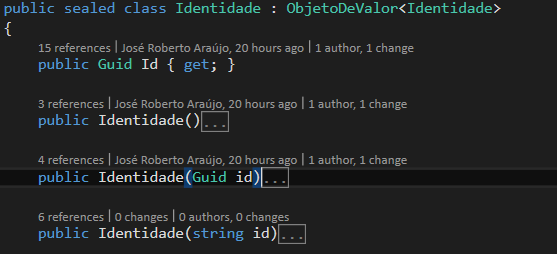 public sealed class Identidade : ObjetoDeValor<Identidade>
{
15 references | José Roberto Araújo, 20 hours ago | 1 author, 1 change
public Guid Id { get; }
3 references | José Roberto Araújo, 20 hours ago | 1 author, 1 change
public Identidade()...
4 references | José Roberto Araújo, 20 hours ago | 1 author, 1 change
public Identidade(Guid id)...
6 references | 0 changes | 0 authors, 0 changes
public Identidade(string id)...